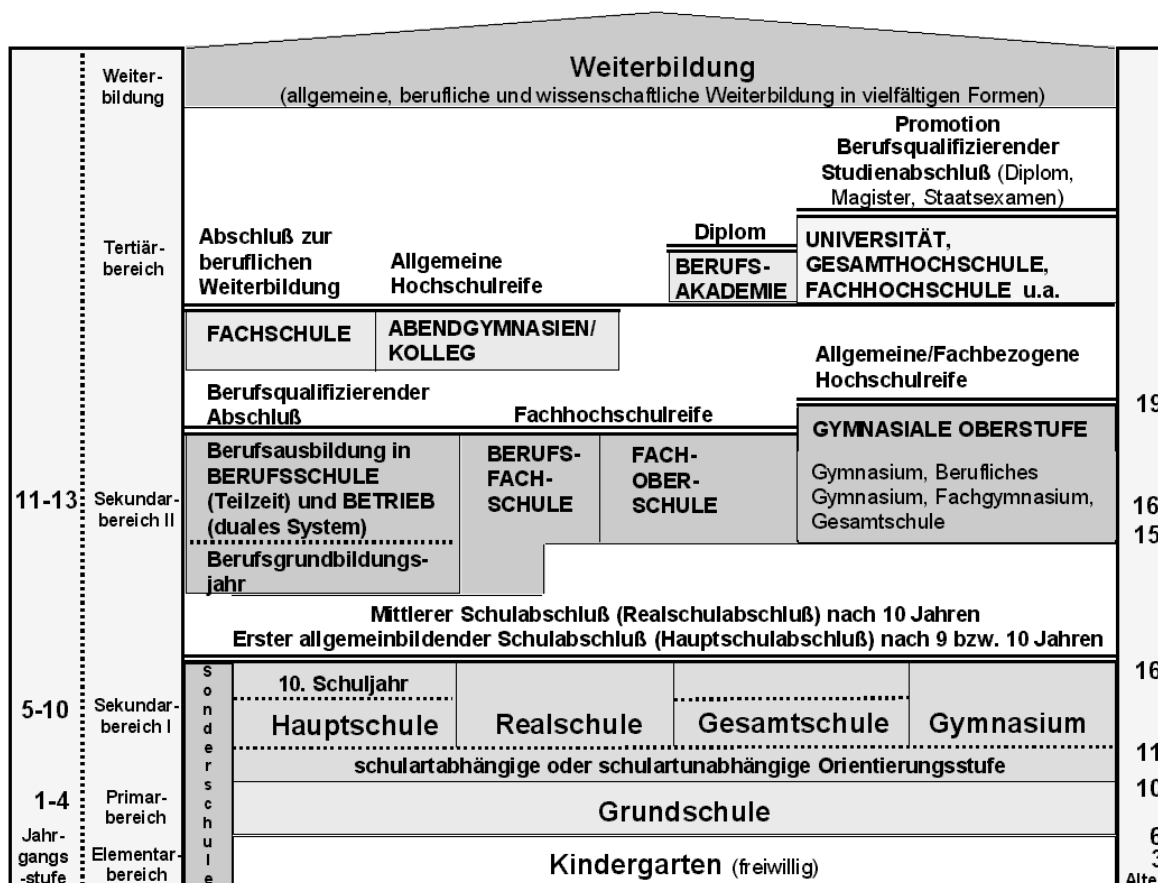 Weiterbildung
(allgemeine, berufliche und wissenschaftliche Weiterbildung in vielfältigen Formen)
Weiter-
bildung
Promotion
Berufsqualifizierender
Studienabschluß (Diplom,
Magister, Staatsexamen)
Tertiär-
bereich
Abschluß zur
beruflichen
Weiterbildung
Allgemeine
Hochschulreife
Diplom
BERUFS-
AKADEMIE
UNIVERSITÄT,
GESAMTHOCHSCHULE,
FACHHOCHSCHULE u.a.
FACHSCHULE
ABENDGYMNASIEN/
KOLLEG
Allgemeine/Fachbezogene
Hochschulreife
Berufsqualifizierender
Abschluß
Fachhochschulreife
19
11-13
Sekundar-
bereich II
Berufsausbildung in
BERUFSSCHULE
(Teilzeit) und BETRIEB
(duales System)
Berufsgrundbildungs-
jahr
BERUFS-
FACH-
SCHULE
FACH-
OBER-
SCHULE
GYMNASIALE OBERSTUFE
Gymnasium, Berufliches
Gymnasium, Fachgymnasium,
Gesamtschule
16
15
Mittlerer Schulabschluß (Realschulabschluß) nach 10 Jahren
Erster allgemeinbildender Schulabschluß (Hauptschulabschluß) nach 9 bzw. 10 Jahren
5-10
Sekundar-
bereich I
Sonderschule
10. Schuljahr
Hauptschule
Realschule
Gesamtschule
Gymnasium
16
schulartabhängige oder schulartunabhängige Orientierungsstufe
11
1-4
Primar-
bereich
Grundschule
10
Jahr-
gangs
-stufe
Elementar-
bereich
Kindergarten (freiwillig)
6
3
Alte